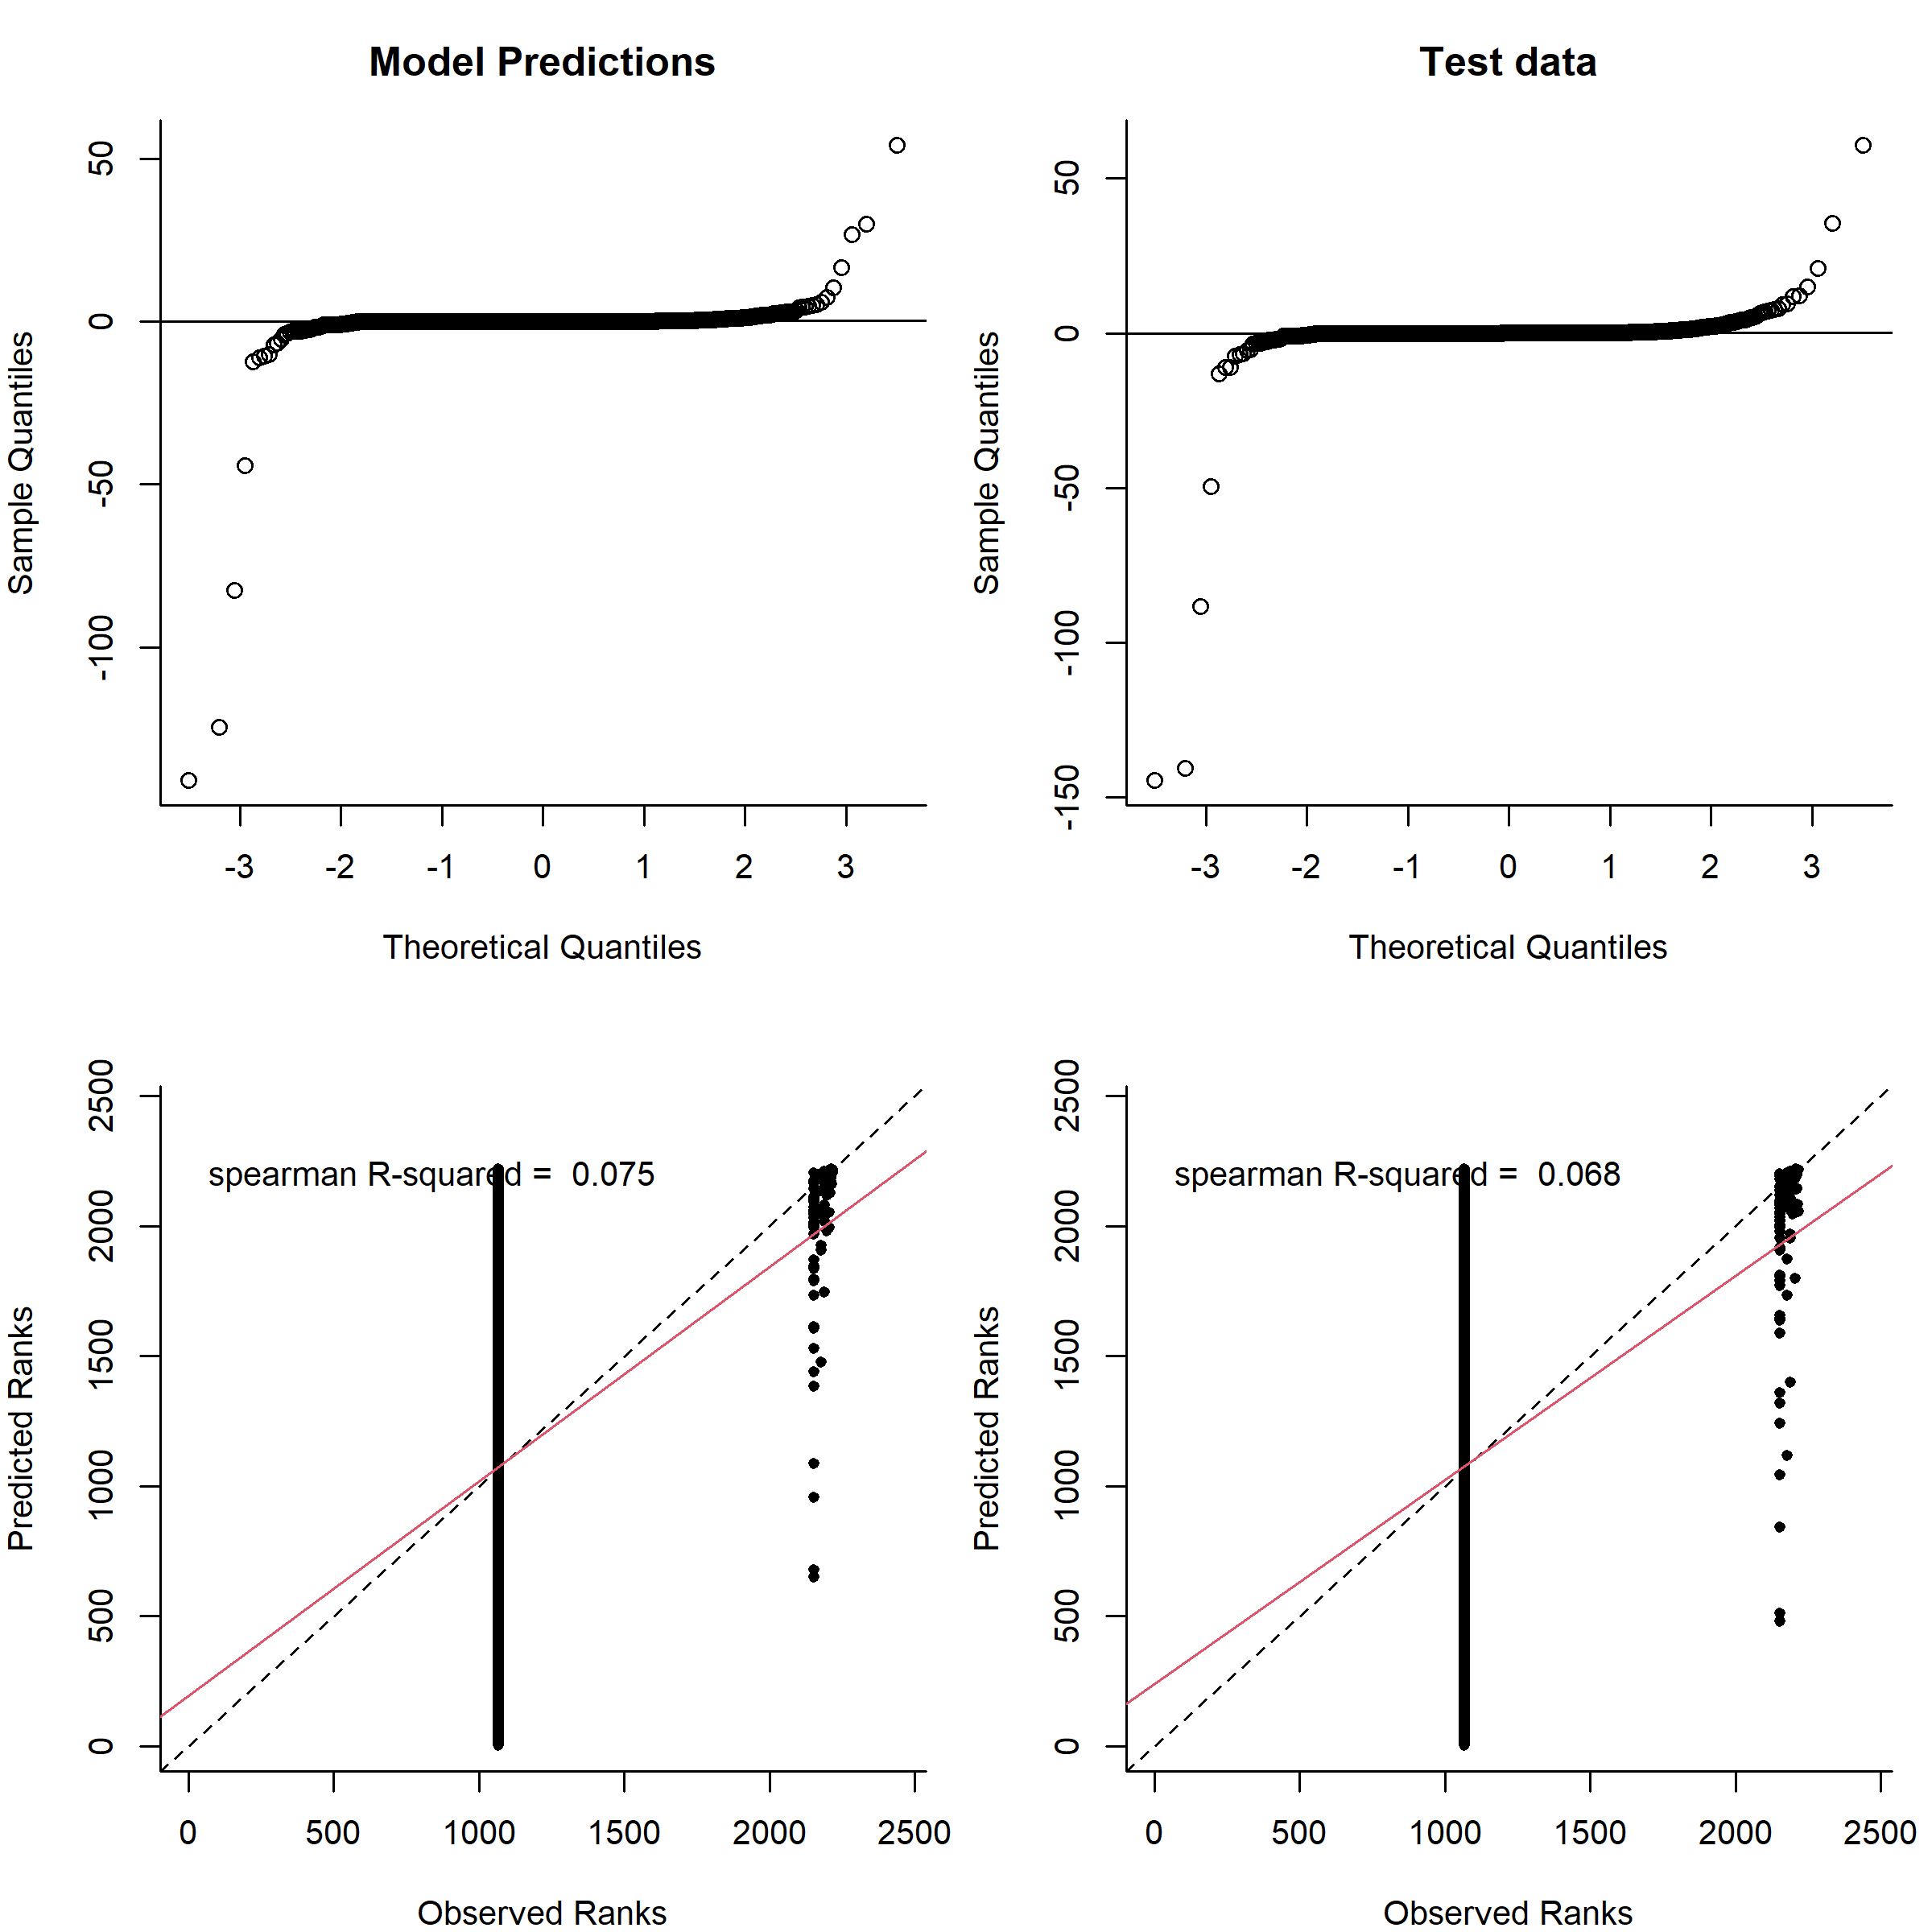 Model Predictions
Sample Quantiles
50
0
-50
-100
-3 -2 -1 0 1 2 3
Theoretical Quantiles
Test data
Sample Quantiles
50
0
-50
-100
-150
-3 -2 -1 0 1 2 3
Theoretical Quantiles
Predicted Ranks
2500
2000
1500
1000
500
0
spearman R-squared = 0.075
0 500 1000 1500 2000 2500
Observed Ranks
Predicted Ranks
2500
2000
1500
1000
500
0
spearman R-squared = 0.068
0 500 1000 1500 2000 2500
Observed Ranks